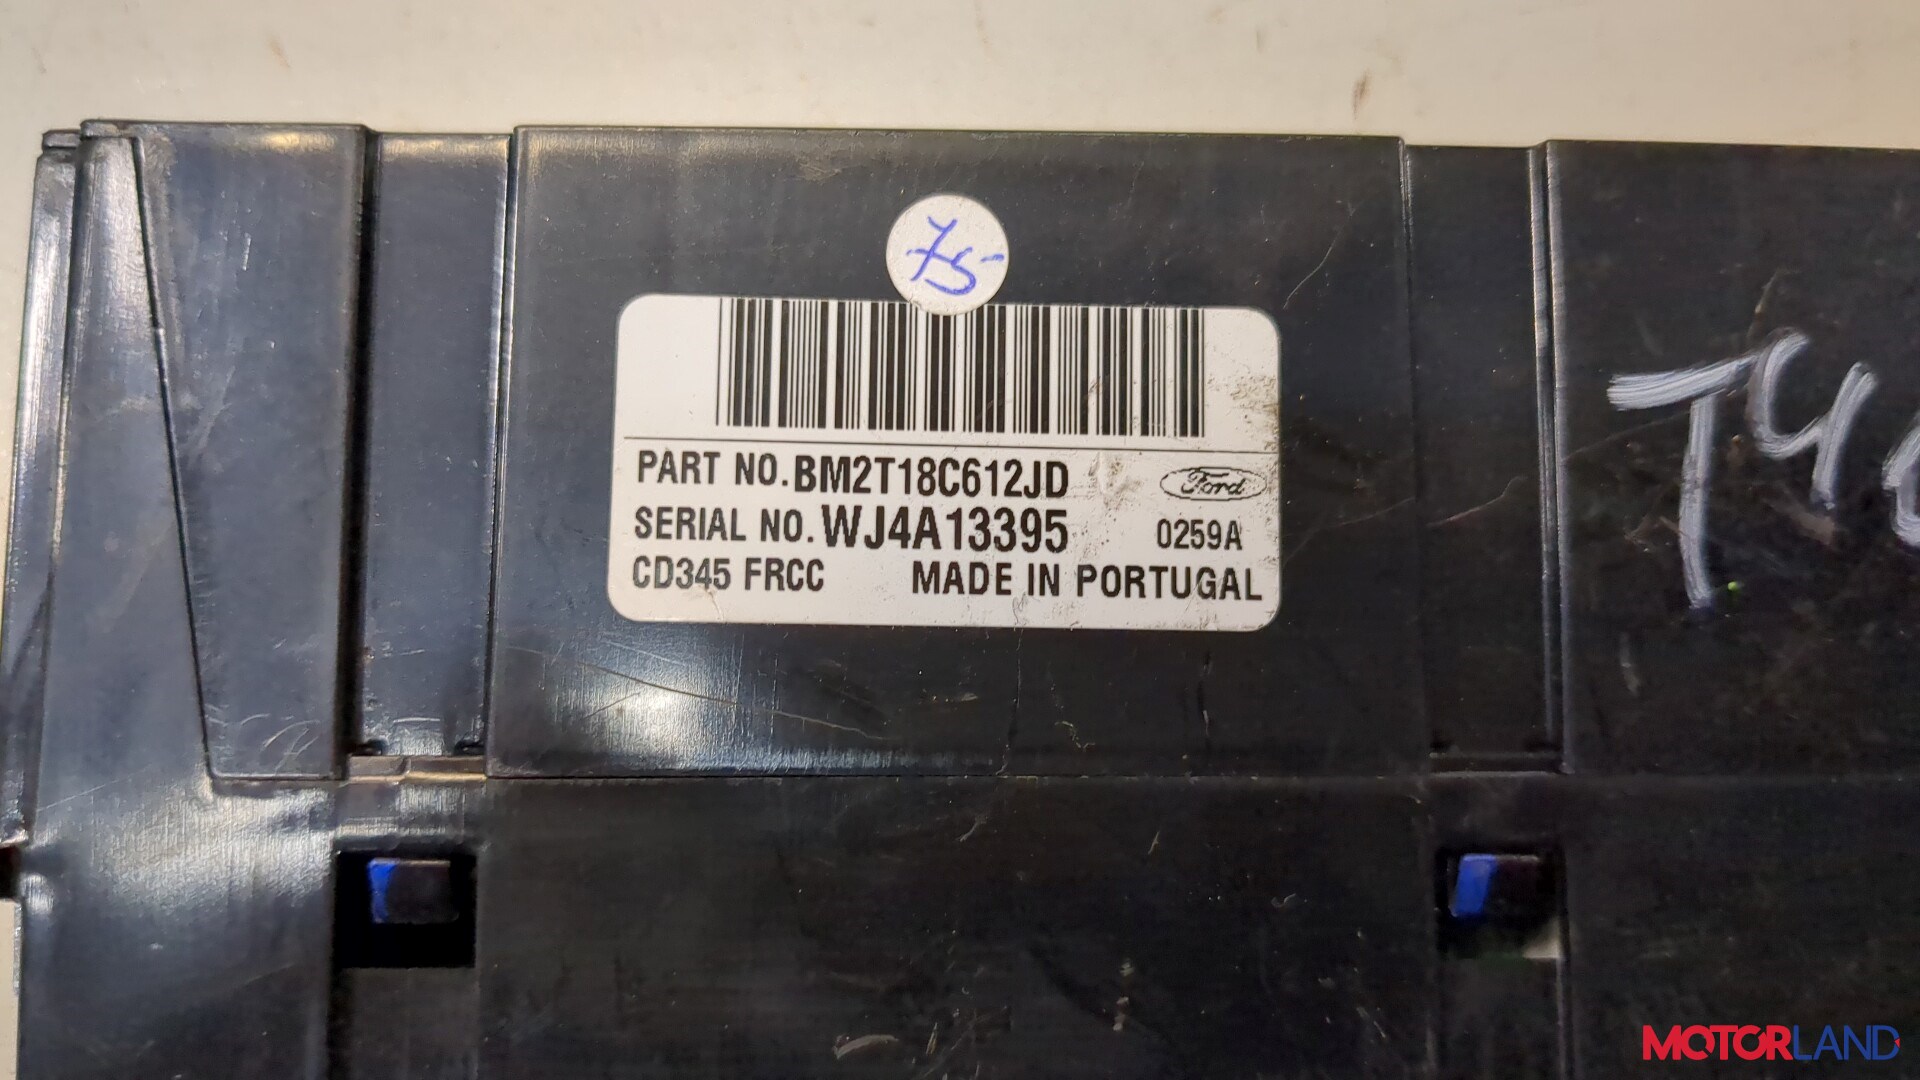 -75-
PART NO. BM2T18C612JD
Ford
SERIAL NO. WJ4A13395
0259A
CD345 FRCC
MADE IN PORTUGAL
MOTORLAND